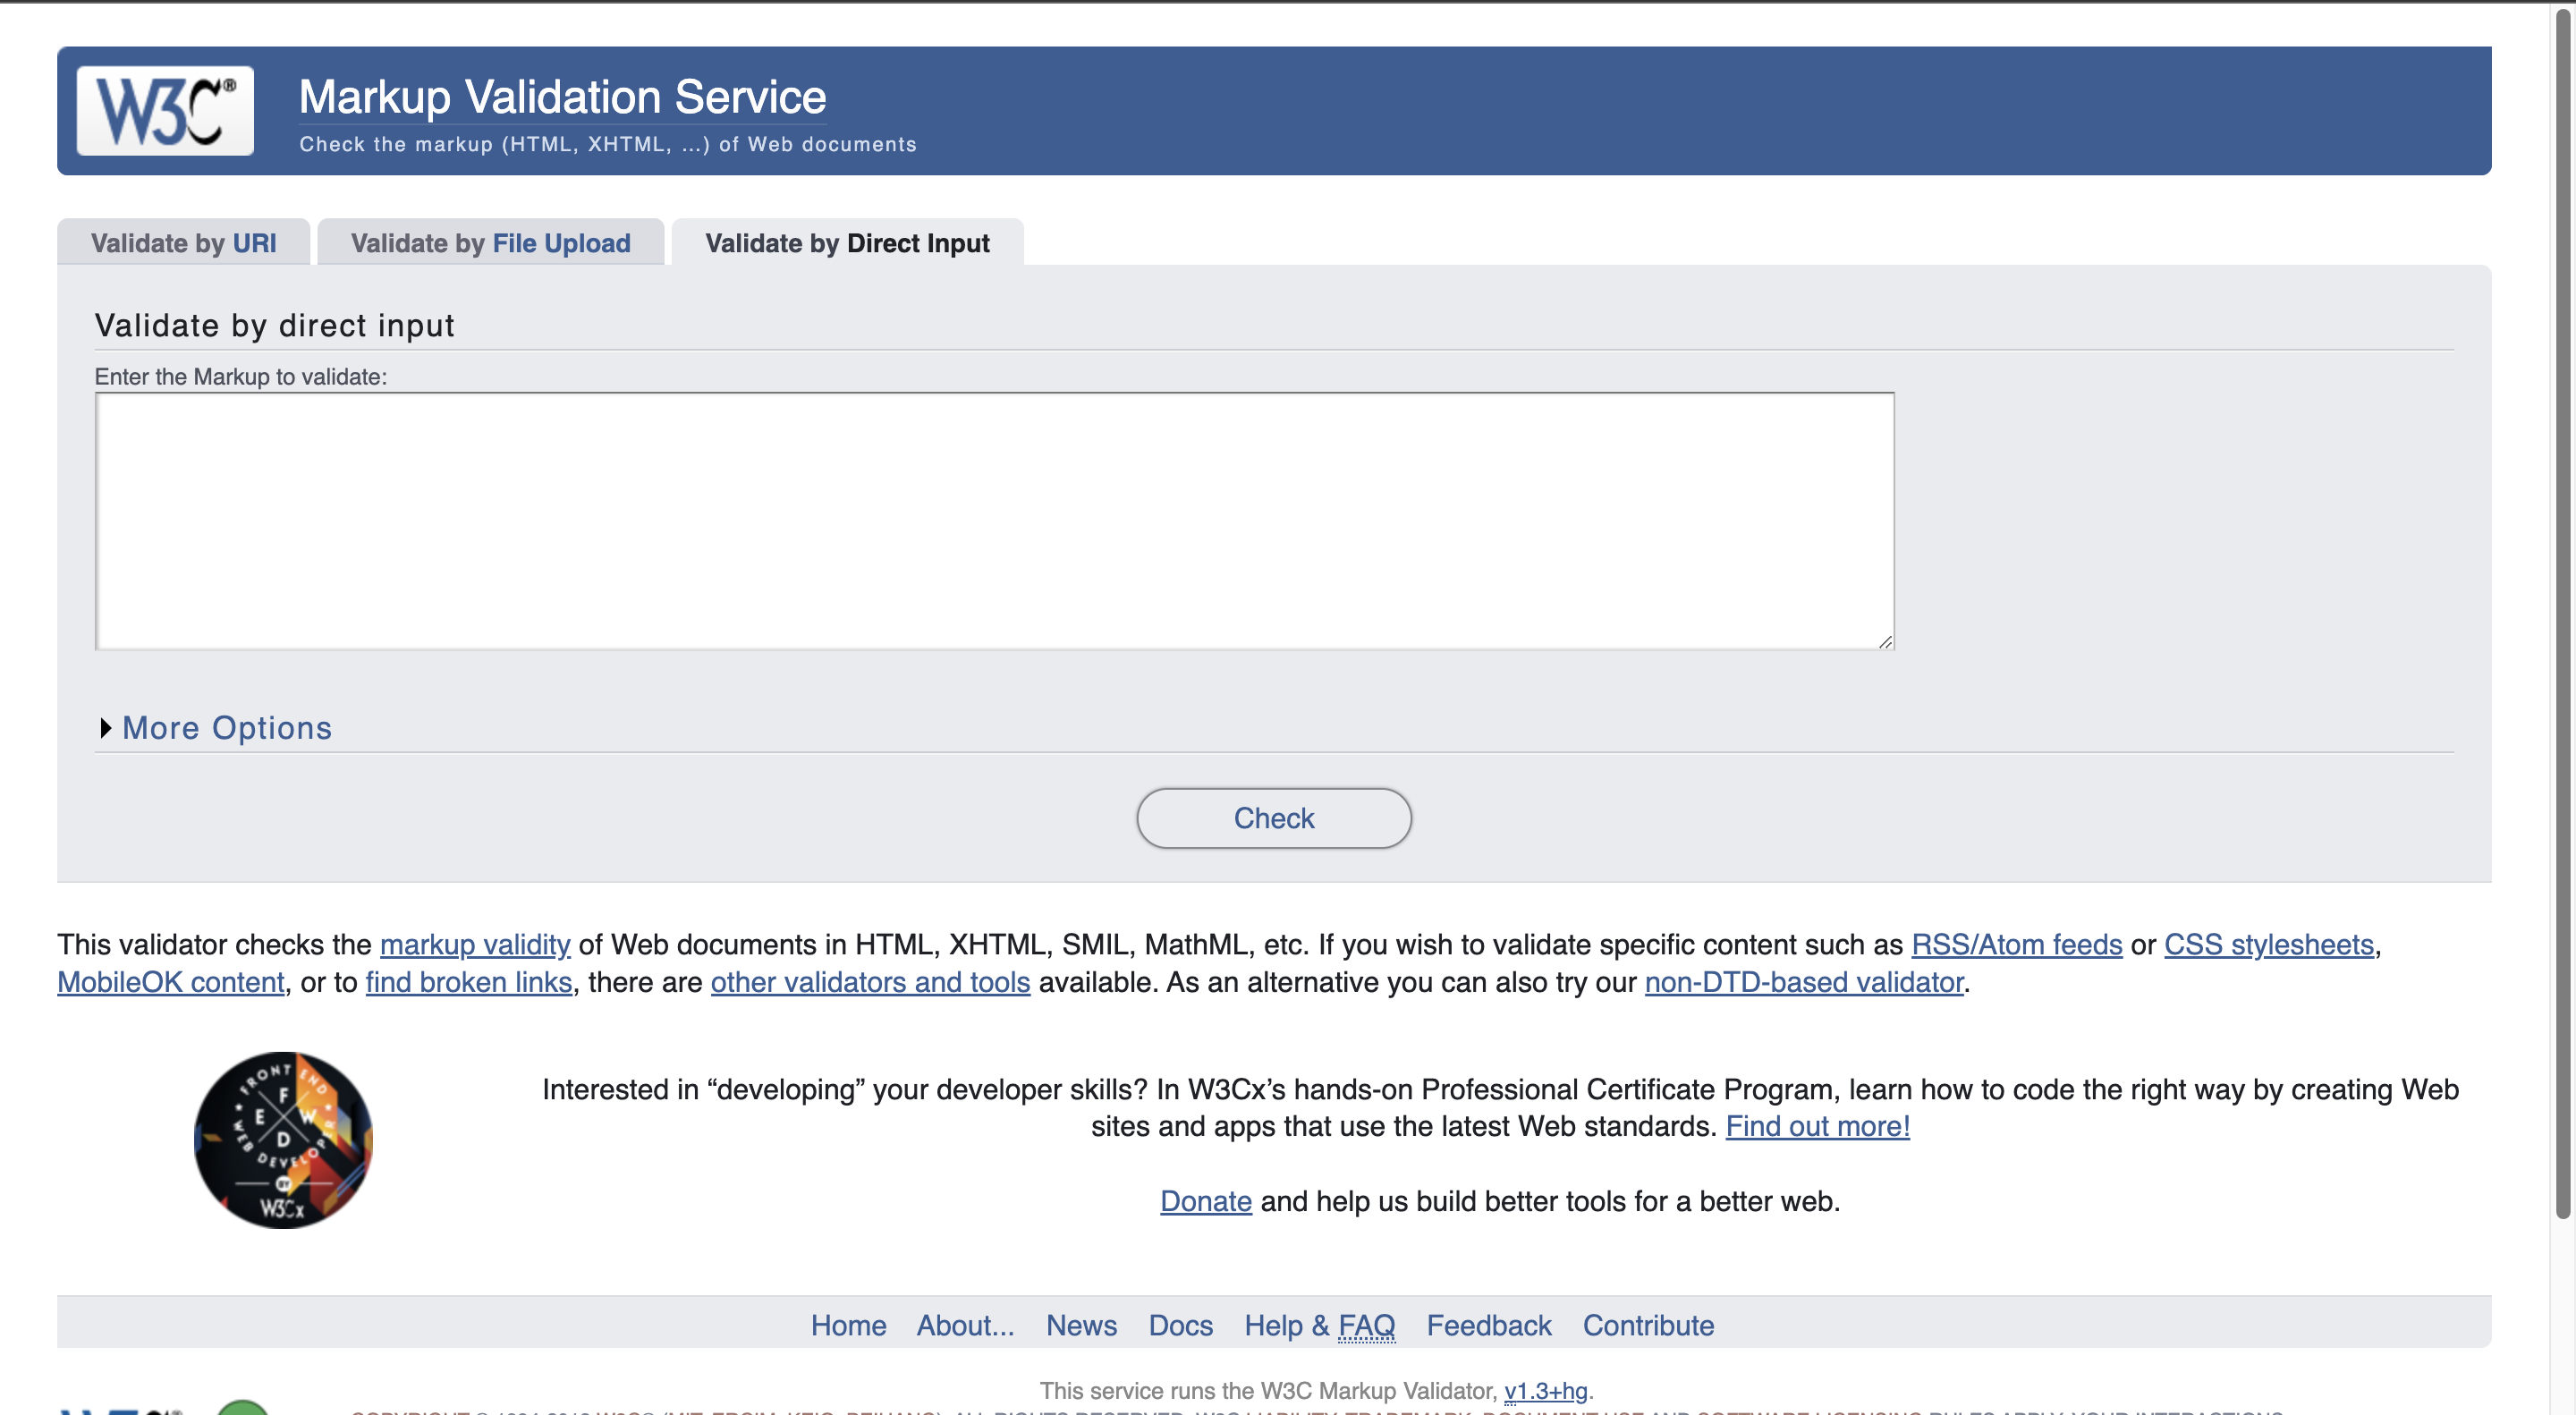 W3C®
Markup Validation Service
Check the markup (HTML, XHTML, ...) of Web documents
Validate by URI
Validate by File Upload
Validate by Direct Input
Validate by direct input
Enter the Markup to validate:
More Options
Check
This validator checks the markup validity of Web documents in HTML, XHTML, SMIL, MathML, etc. If you wish to validate specific content such as RSS/Atom feeds or CSS stylesheets,
MobileOK content, or to find broken links, there are other validators and tools available. As an alternative you can also try our non-DTD-based validator.
FRONT END
F
E W
D
WEB DEVELOPER
BY
W3Cx
Interested in “developing” your developer skills? In W3Cx’s hands-on Professional Certificate Program, learn how to code the right way by creating Web
sites and apps that use the latest Web standards. Find out more!
Donate and help us build better tools for a better web.
Home About... News Docs Help & FAQ Feedback Contribute
This service runs the W3C Markup Validator, v1.3+hg.